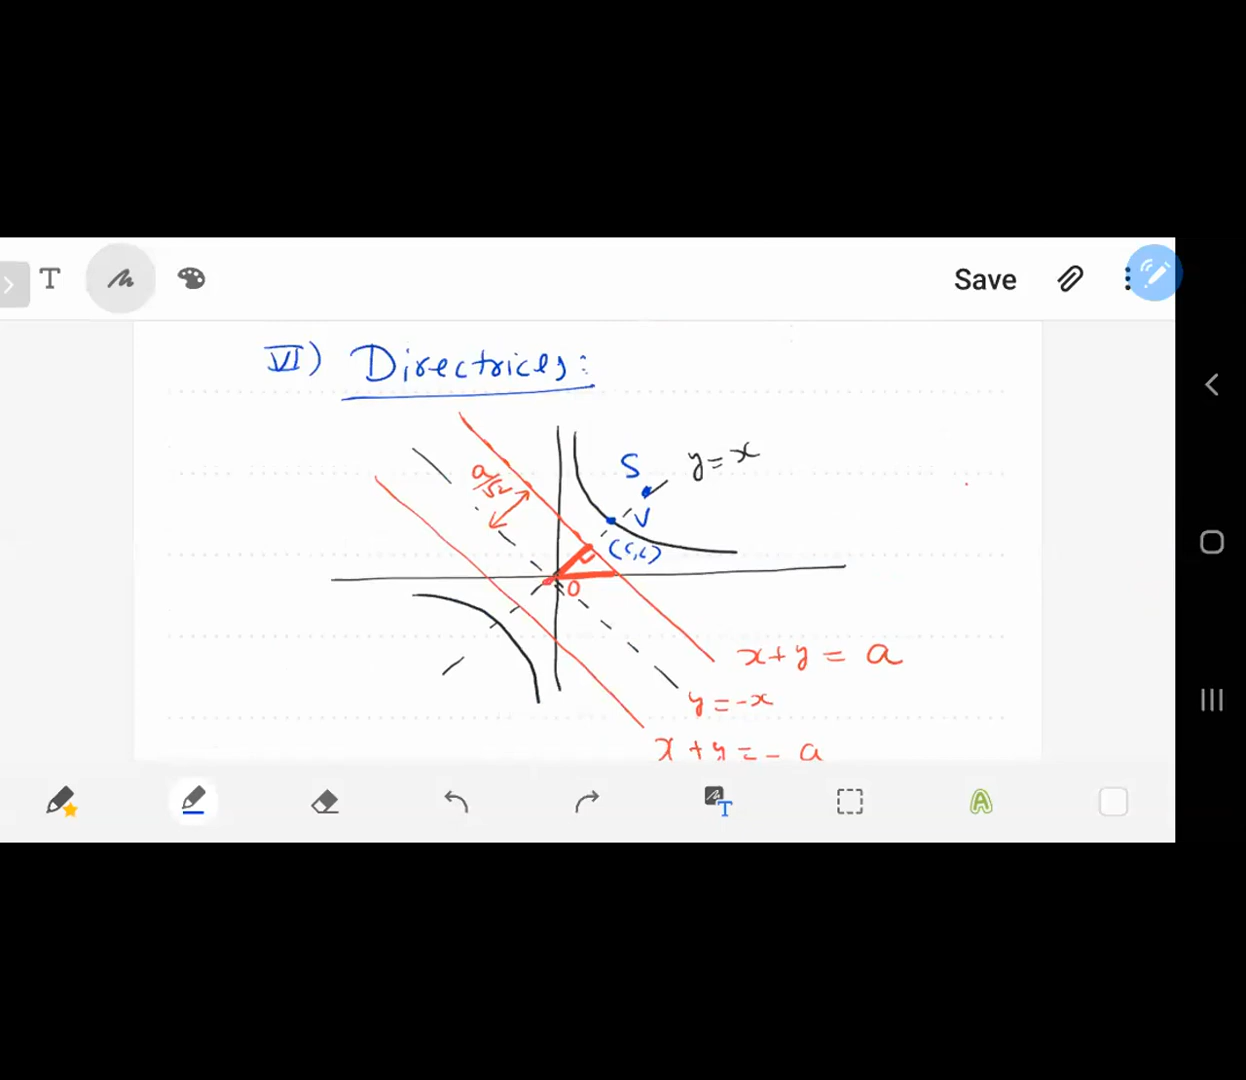 T
Save
VI) Directrices:
S
y = x
a/√2
V
(c,c)
O
x + y = a
y = -x
x + y = - a
T
A